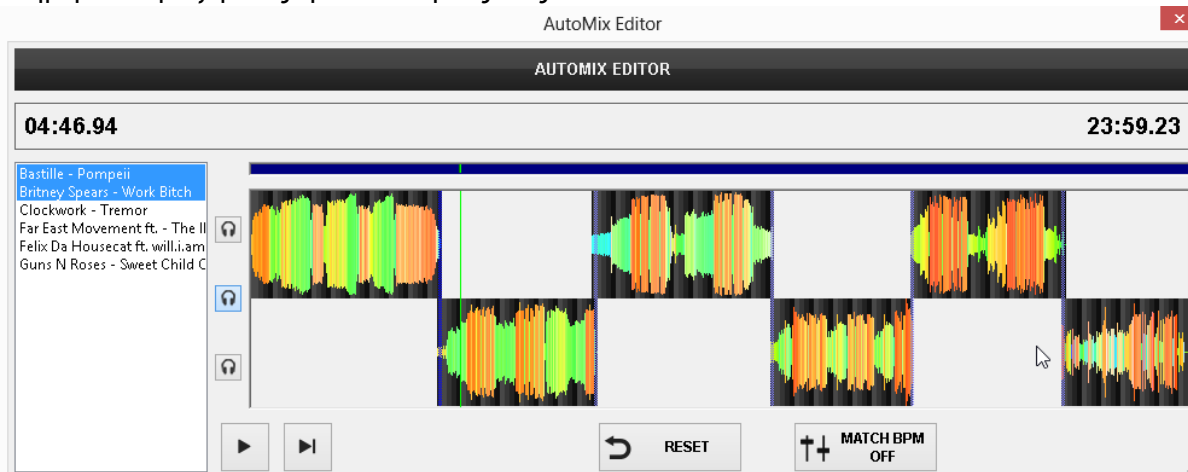 AutoMix Editor
AUTOMIX EDITOR
04:46.94
23:59.23
Bastille - Pompeii
Britney Spears - Work Bitch
Clockwork - Tremor
Far East Movement ft. - The
Felix Da Housecat ft. will.i.am
Guns N Roses - Sweet Child
RESET
MATCH BPM
OFF